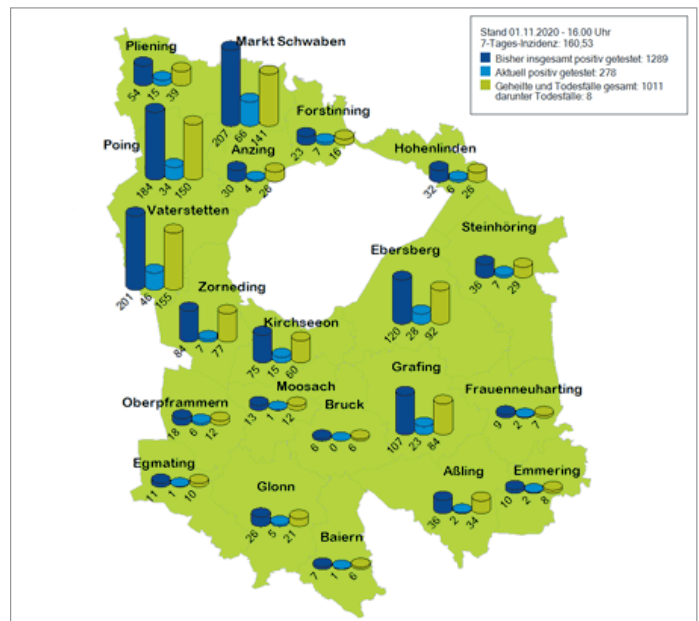 Stand 01.11.2020 - 16.00 Uhr
7-Tages-Inzidenz: 160,53
Bisher insgesamt positiv getestet: 1289
Aktuell positiv getestet: 278
Geheilte und Todesfälle gesamt: 1011
darunter Todesfälle: 8
Pliening
54 15 39
Markt Schwaben
207 66 141
Forstinning
23 7 16
Poing
184 34 150
Anzing
30 4 26
Hohenlinden
32 6 26
Vaterstetten
201 46 155
Steinhöring
36 7 29
Ebersberg
120 28 92
Zorneding
84 7 77
Kirchseeon
75 15 60
Grafing
107 23 84
Moosach
13 1 12
Bruck
6 0 6
Frauenneuharting
9 2 7
Oberpframmern
18 6 12
Egmating
11 1 10
Glonn
26 5 21
Aßling
36 2 34
Emmering
10 2 8
Baiern
7 1 6